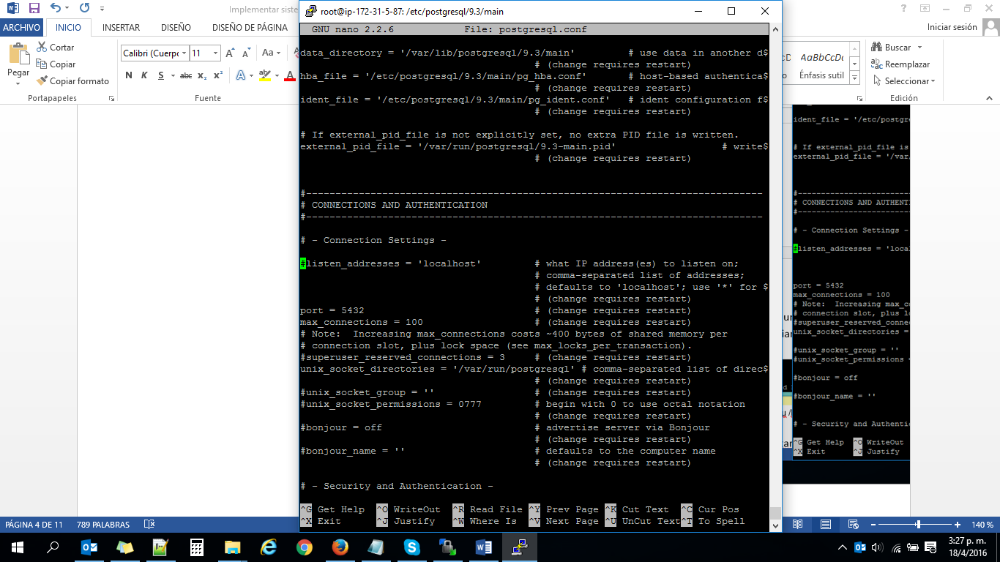 Implementar sistem
root@ip-172-31-5-87: /etc/postgresql/9.3/main
ARCHIVO
INICIO
INSERTAR
DISEÑO
DISEÑO DE PÁGINA
Iniciar sesión
Pegar
Cortar
Copiar
Copiar formato
Portapapeles
Calibri (Cuerpo
11
N K S abc x₂ x²
Fuente
AaBbCcDc
Énfasis sutil
Buscar
Reemplazar
Seleccionar
Edición
GNU nano 2.2.6 File: postgresql.conf
data_directory = '/var/lib/postgresql/9.3/main' # use data in another d$
# (change requires restart)
hba_file = '/etc/postgresql/9.3/main/pg_hba.conf' # host-based authentica$
# (change requires restart)
ident_file = '/etc/postgresql/9.3/main/pg_ident.conf' # ident configuration f$
# (change requires restart)
# If external_pid_file is not explicitly set, no extra PID file is written.
external_pid_file = '/var/run/postgresql/9.3-main.pid' # write$
# (change requires restart)
#------------------------------------------------------------------------------
# CONNECTIONS AND AUTHENTICATION
#------------------------------------------------------------------------------
# - Connection Settings -
#listen_addresses = 'localhost' # what IP address(es) to listen on;
# comma-separated list of addresses;
# defaults to 'localhost'; use '*' for $
# (change requires restart)
port = 5432 # (change requires restart)
max_connections = 100 # (change requires restart)
# Note: Increasing max_connections costs ~400 bytes of shared memory per
# connection slot, plus lock space (see max_locks_per_transaction).
#superuser_reserved_connections = 3 # (change requires restart)
unix_socket_directories = '/var/run/postgresql' # comma-separated list of direc$
# (change requires restart)
#unix_socket_group = '' # (change requires restart)
#unix_socket_permissions = 0777 # begin with 0 to use octal notation
# (change requires restart)
#bonjour = off # advertise server via Bonjour
# (change requires restart)
#bonjour_name = '' # defaults to the computer name
# (change requires restart)
# - Security and Authentication -
^G Get Help ^O WriteOut ^R Read File ^Y Prev Page ^K Cut Text ^C Cur Pos
^X Exit ^J Justify ^W Where Is ^V Next Page ^U UnCut Text ^T To Spell
ident_file = '/etc/postgre
# If external_pid_file is
external_pid_file = '/var,
#-------------------------
# CONNECTIONS AND AUTHENTI
#-------------------------
# - Connection Settings -
#listen_addresses = 'local
port = 5432
max_connections = 100
# Note: Increasing max_co
# connection slot, plus lo
#superuser_reserved_connec
unix_socket_directories =
#unix_socket_group = ''
#unix_socket_permissions =
#bonjour = off
#bonjour_name = ''
# - Security and Authentic
^G Get Help ^O WriteOut
^X Exit ^J Justify
PÁGINA 4 DE 11
789 PALABRAS
140 %
3:27 p. m.
18/4/2016